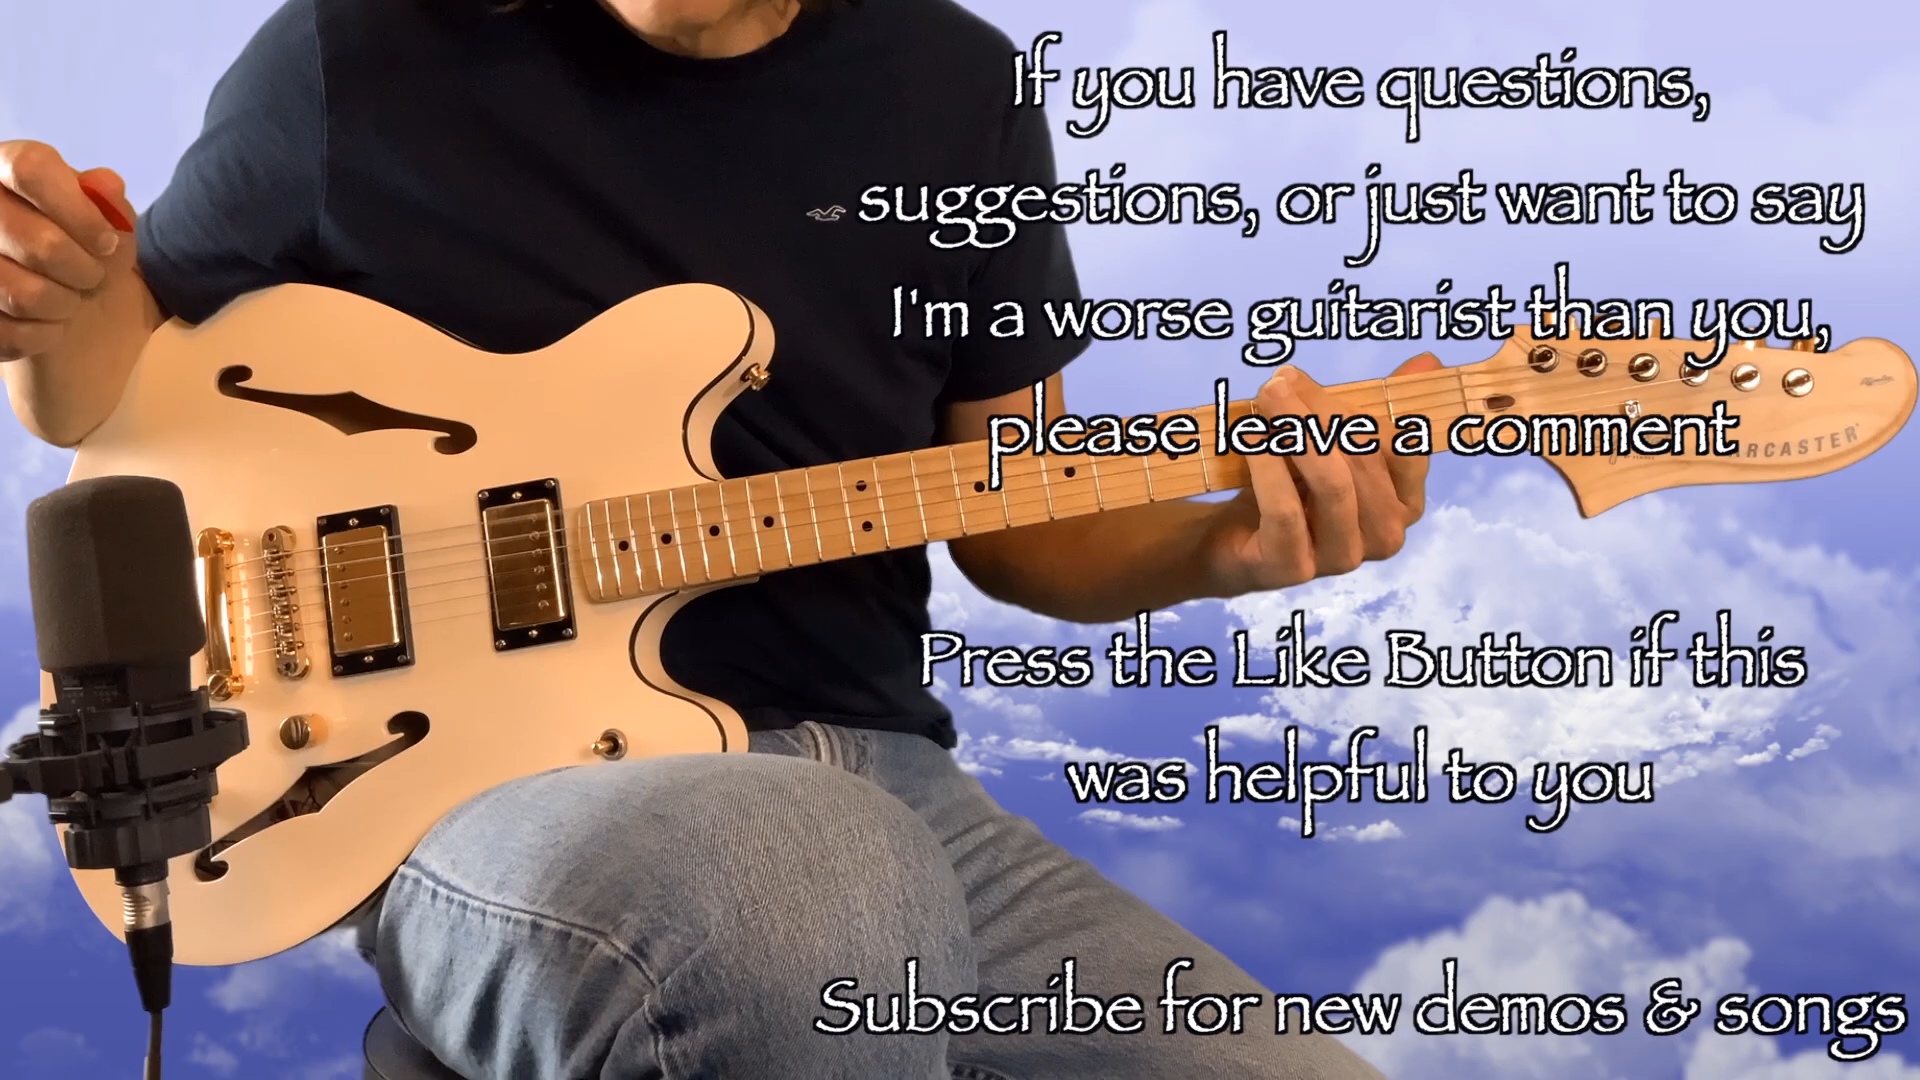 If you have questions,
suggestions, or just want to say
I'm a worse guitarist than you,
please leave a comment
ARCASTER
Press the Like Button if this
was helpful to you
Subscribe for new demos & songs